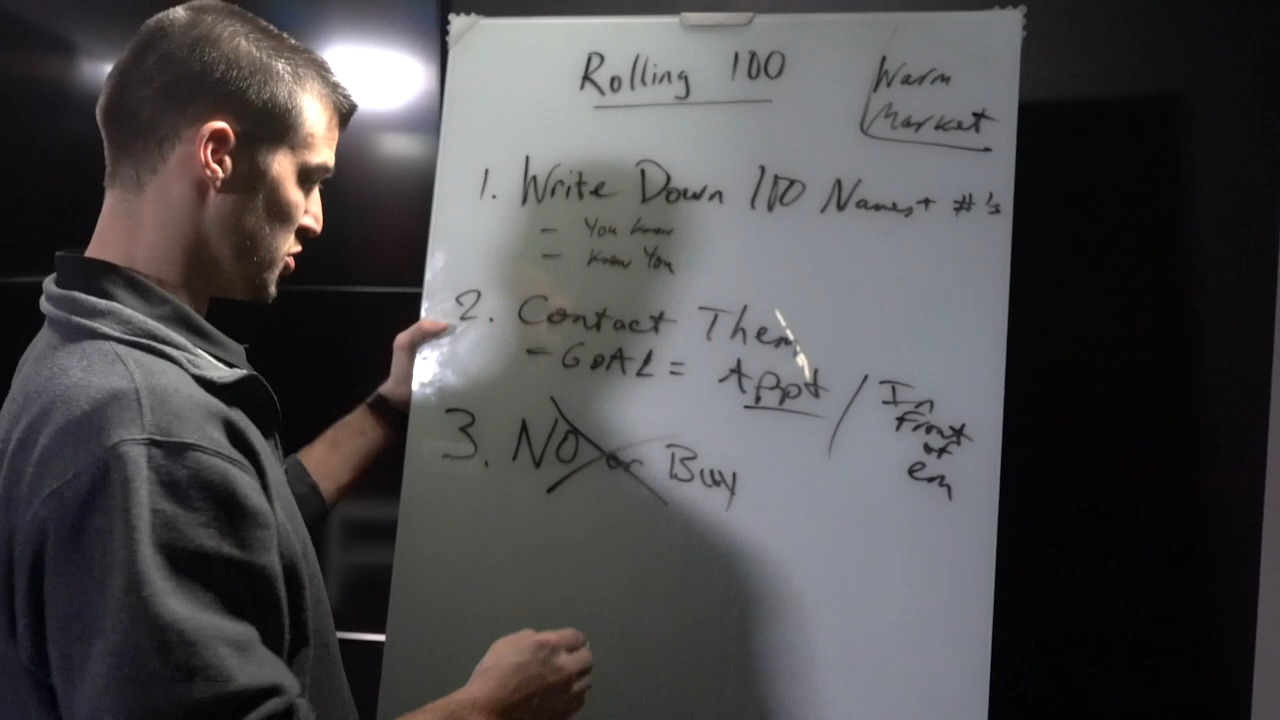 Rolling 100
Warm
Market
1. Write Down 100 Names + #'s
- You know
- Know You
2. Contact Them
- GOAL = Appt / In
front
of
em
3. No or Buy